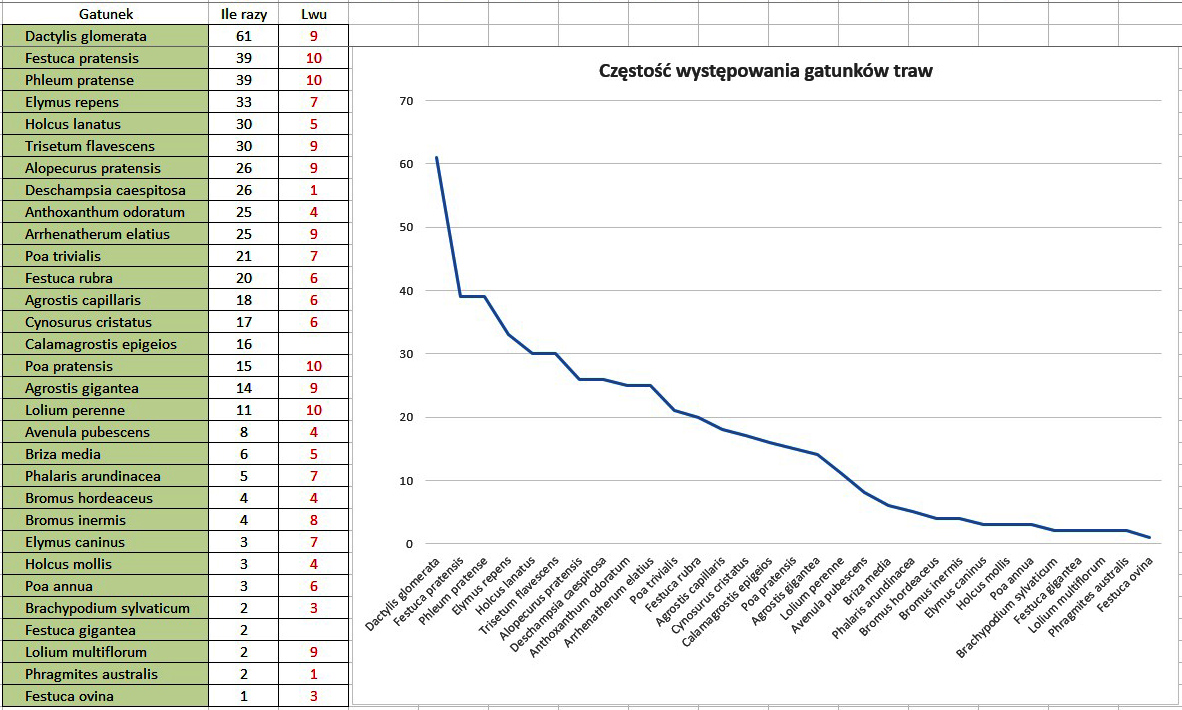 Gatunek Ile razy Lwu
Dactylis glomerata 61 9
Festuca pratensis 39 10
Phleum pratense 39 10
Elymus repens 33 7
Holcus lanatus 30 5
Trisetum flavescens 30 9
Alopecurus pratensis 26 9
Deschampsia caespitosa 26 1
Anthoxanthum odoratum 25 4
Arrhenatherum elatius 25 9
Poa trivialis 21 7
Festuca rubra 20 6
Agrostis capillaris 18 6
Cynosurus cristatus 17 6
Calamagrostis epigeios 16
Poa pratensis 15 10
Agrostis gigantea 14 9
Lolium perenne 11 10
Avenula pubescens 8 4
Briza media 6 5
Phalaris arundinacea 5 7
Bromus hordeaceus 4 4
Bromus inermis 4 8
Elymus caninus 3 7
Holcus mollis 3 4
Poa annua 3 6
Brachypodium sylvaticum 2 3
Festuca gigantea 2
Lolium multiflorum 2 9
Phragmites australis 2 1
Festuca ovina 1 3
Częstość występowania gatunków traw
70
60
50
40
30
20
10
0
Dactylis glomerata
Festuca pratensis
Phleum pratense
Elymus repens
Holcus lanatus
Trisetum flavescens
Alopecurus pratensis
Deschampsia caespitosa
Anthoxanthum odoratum
Arrhenatherum elatius
Poa trivialis
Festuca rubra
Agrostis capillaris
Cynosurus cristatus
Calamagrostis epigeios
Poa pratensis
Agrostis gigantea
Lolium perenne
Avenula pubescens
Briza media
Phalaris arundinacea
Bromus hordeaceus
Bromus inermis
Elymus caninus
Holcus mollis
Poa annua
Brachypodium sylvaticum
Festuca gigantea
Lolium multiflorum
Phragmites australis
Festuca ovina